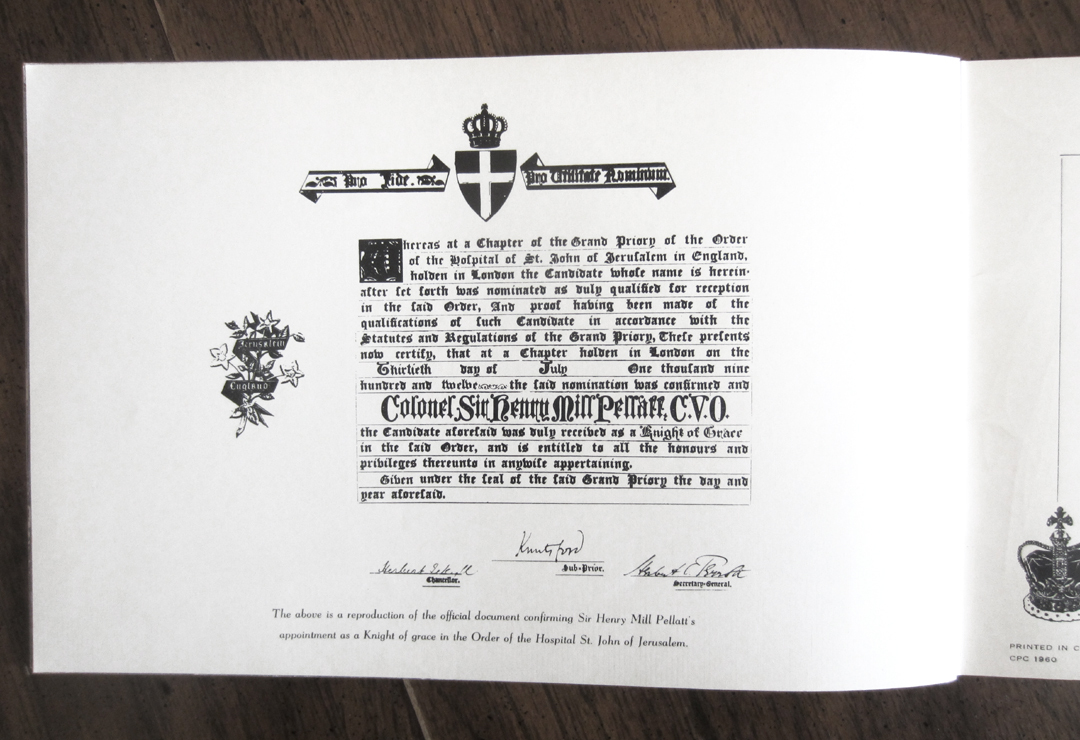 Pro Fide. Pro Utilitate Hominum.
Whereas at a Chapter of the Grand Priory of the Order
of the Hospital of St. John of Jerusalem in England,
holden in London the Candidate whose name is herein-
after set forth was nominated as duly qualified for reception
in the said Order, And proof having been made of the
qualifications of such Candidate in accordance with the
Statutes and Regulations of the Grand Priory, These presents
now certify, that at a Chapter holden in London on the
Thirtieth day of July One thousand nine
hundred and twelve the said nomination was confirmed and
Colonel, Sir Henry Mill Pellatt, C.V.O.
the Candidate aforesaid was duly received as a Knight of Grace
in the said Order, and is entitled to all the honours and
privileges thereunto in anywise appertaining.
Given under the seal of the said Grand Priory the day and
year aforesaid.
Jerusalem
England
Knutsford
Sub-Prior.
Herbert
Chancellor.
Herbert C
Secretary-General.
The above is a reproduction of the official document confirming Sir Henry Mill Pellatt's
appointment as a Knight of grace in the Order of the Hospital St. John of Jerusalem.
PRINTED IN C
CPC 1960